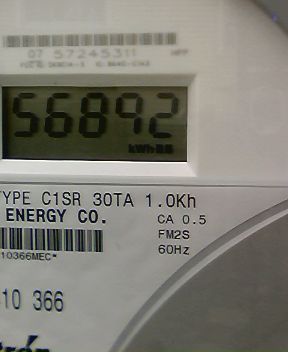 07 57245311
56892
kWh
TYPE C1SR 30TA 1.0Kh
ENERGY CO.
CA 0.5
FM2S
60Hz
10366MEC*
10 366